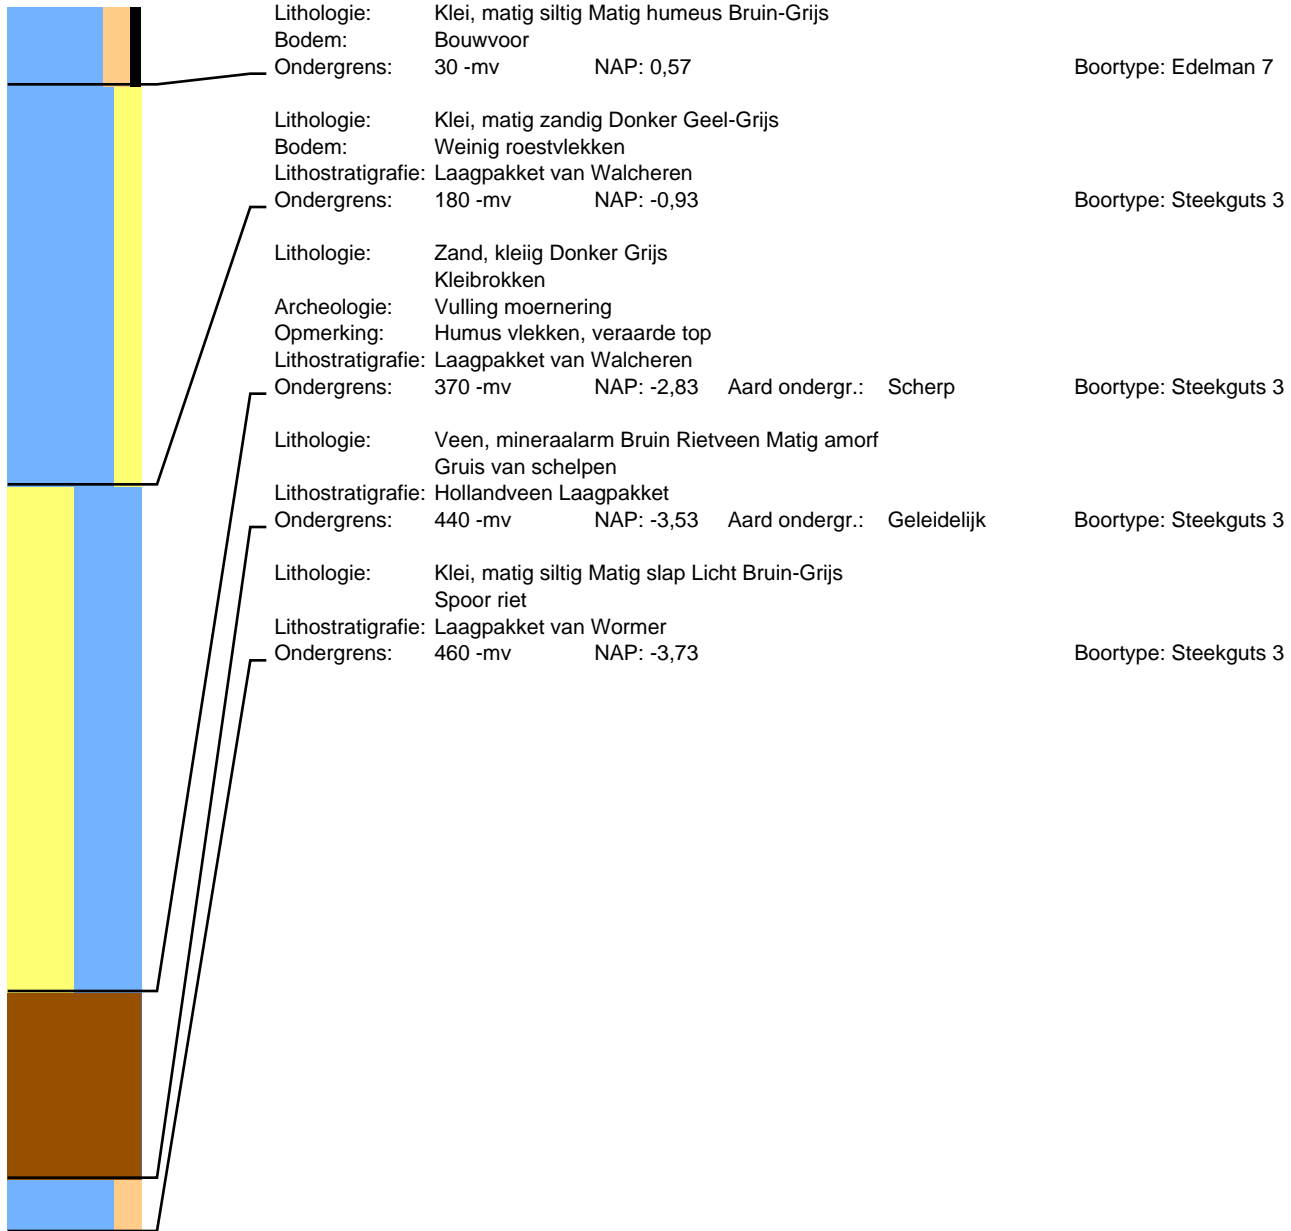 Lithologie: Klei, matig siltig Matig humeus Bruin-Grijs
Bodem: Bouwvoor
Ondergrens: 30 -mv NAP: 0,57 Boortype: Edelman 7
Lithologie: Klei, matig zandig Donker Geel-Grijs
Bodem: Weinig roestvlekken
Lithostratigrafie: Laagpakket van Walcheren
Ondergrens: 180 -mv NAP: -0,93 Boortype: Steekguts 3
Lithologie: Zand, kleiig Donker Grijs
Kleibrokken
Archeologie: Vulling moernering
Opmerking: Humus vlekken, veraarde top
Lithostratigrafie: Laagpakket van Walcheren
Ondergrens: 370 -mv NAP: -2,83 Aard ondergr.: Scherp Boortype: Steekguts 3
Lithologie: Veen, mineraalarm Bruin Rietveen Matig amorf
Gruis van schelpen
Lithostratigrafie: Hollandveen Laagpakket
Ondergrens: 440 -mv NAP: -3,53 Aard ondergr.: Geleidelijk Boortype: Steekguts 3
Lithologie: Klei, matig siltig Matig slap Licht Bruin-Grijs
Spoor riet
Lithostratigrafie: Laagpakket van Wormer
Ondergrens: 460 -mv NAP: -3,73 Boortype: Steekguts 3